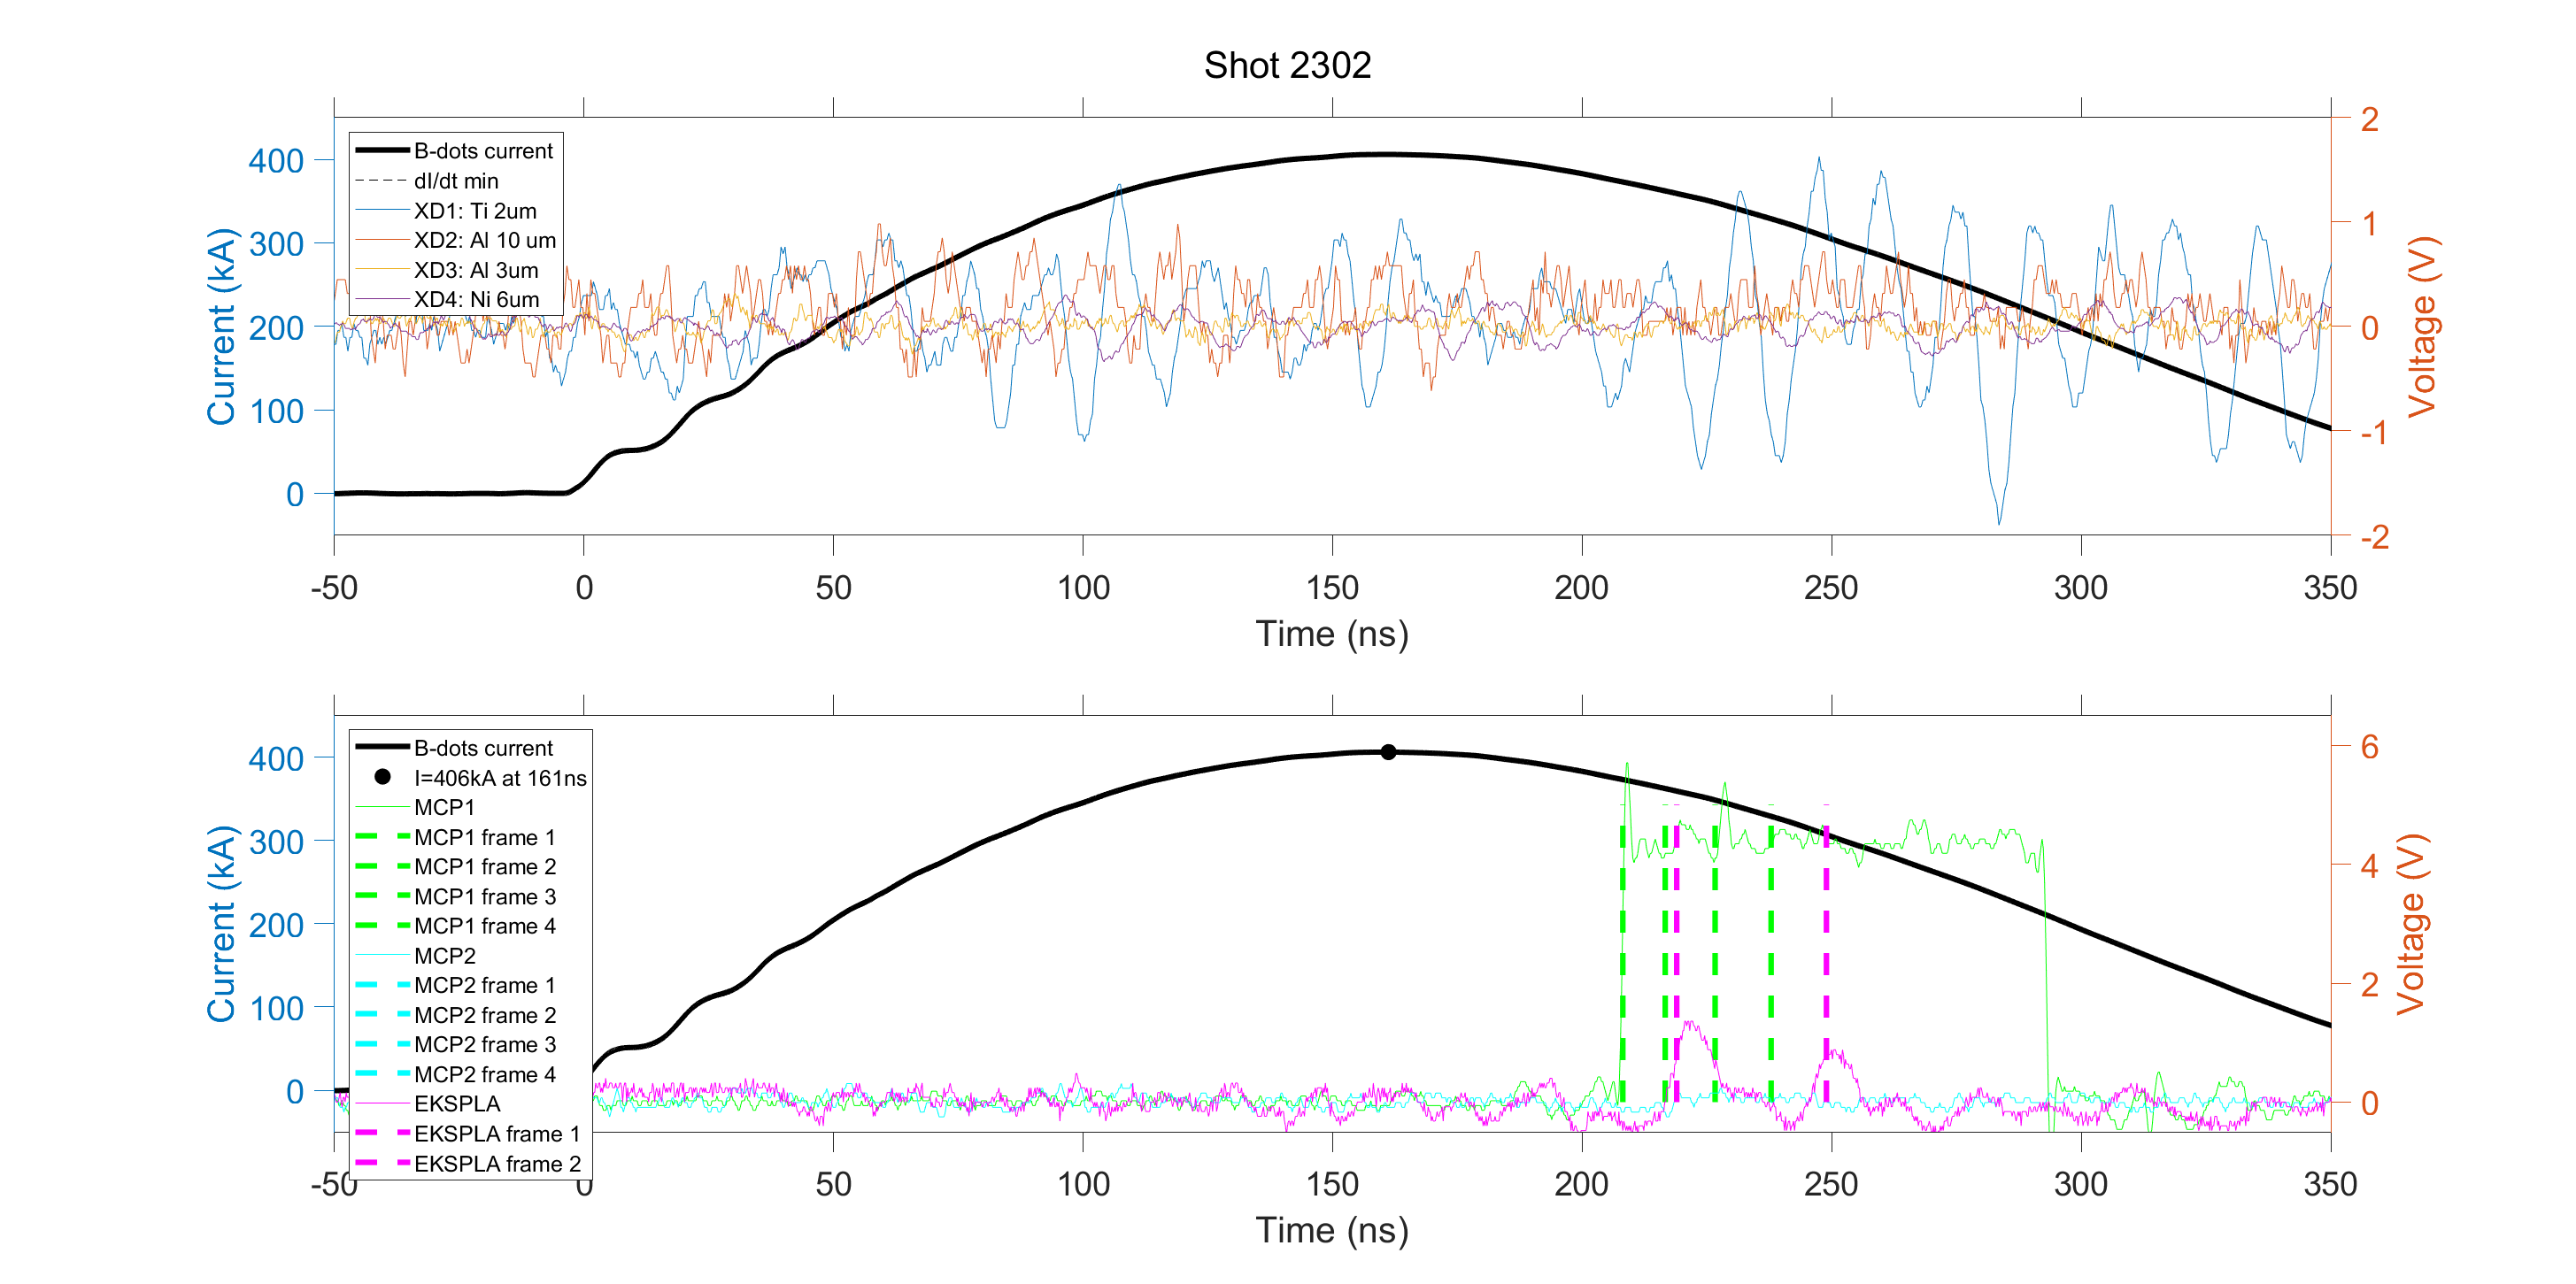 Shot 2302
B-dots current
dI/dt min
XD1: Ti 2um
XD2: Al 10 um
XD3: Al 3um
XD4: Ni 6um
Current (kA)
400
300
200
100
0
2
1
0
-1
-2
Voltage (V)
-50 0 50 100 150 200 250 300 350
Time (ns)
B-dots current
I=406kA at 161ns
MCP1
MCP1 frame 1
MCP1 frame 2
MCP1 frame 3
MCP1 frame 4
MCP2
MCP2 frame 1
MCP2 frame 2
MCP2 frame 3
MCP2 frame 4
EKSPLA
EKSPLA frame 1
EKSPLA frame 2
Current (kA)
400
300
200
100
0
6
4
2
0
Voltage (V)
-50 0 50 100 150 200 250 300 350
Time (ns)